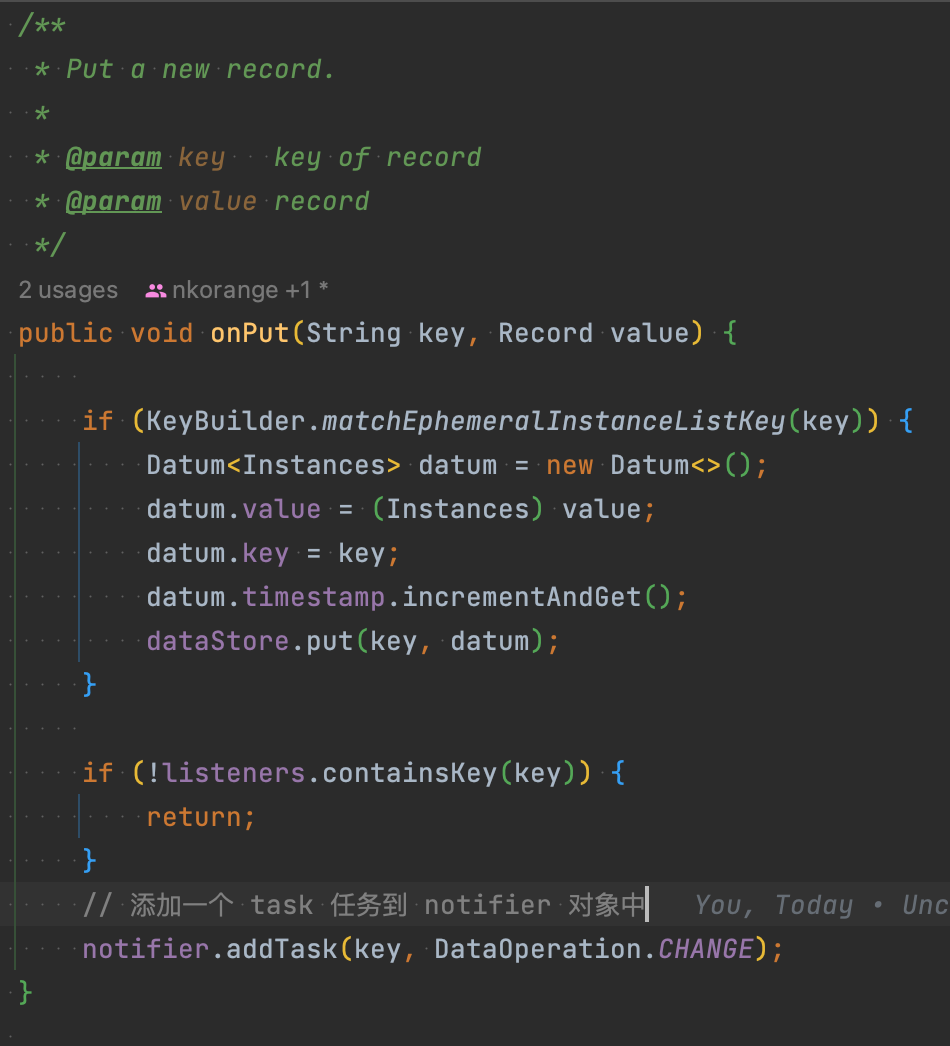 /**
* Put a new record.
*
* @param key   key of record
* @param value record
*/
2 usages   nkorange +1 *
public void onPut(String key, Record value) {
if (KeyBuilder.matchEphemeralInstanceListKey(key)) {
Datum<Instances> datum = new Datum<>();
datum.value = (Instances) value;
datum.key = key;
datum.timestamp.incrementAndGet();
dataStore.put(key, datum);
}
if (!listeners.containsKey(key)) {
return;
}
// 添加一个 task 任务到 notifier 对象中   You, Today • Unc
notifier.addTask(key, DataOperation.CHANGE);
}